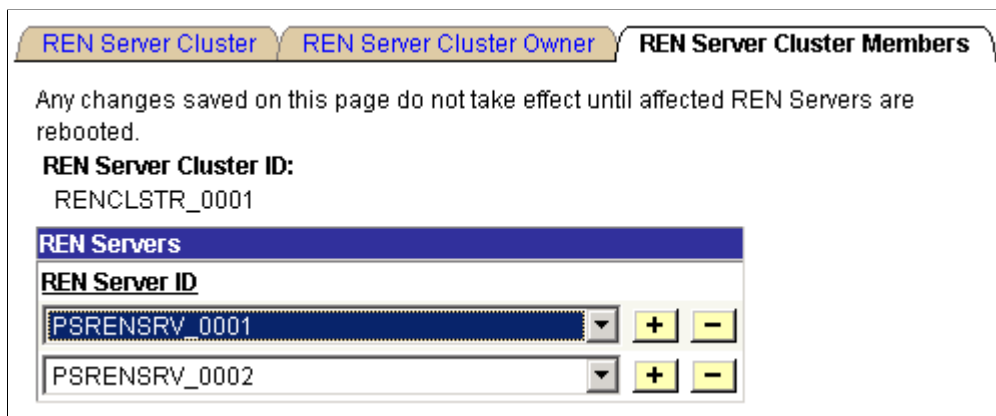 REN Server Cluster REN Server Cluster Owner REN Server Cluster Members
Any changes saved on this page do not take effect until affected REN Servers are
rebooted.
REN Server Cluster ID:
RENCLSTR_0001
REN Servers
REN Server ID
PSRENSRV_0001 + −
PSRENSRV_0002 + −